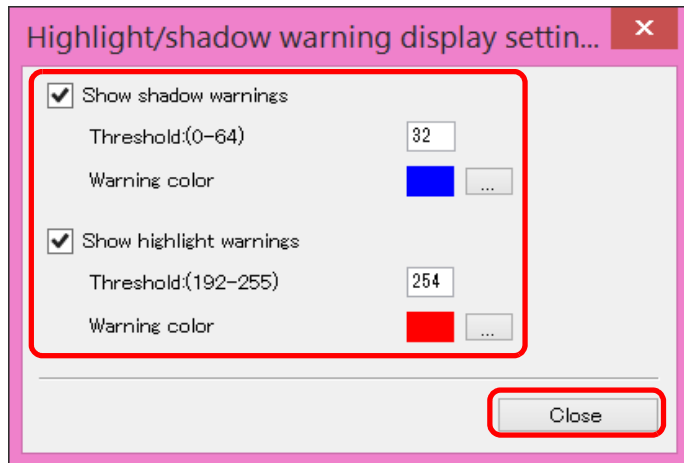 Highlight/shadow warning display settin...
Show shadow warnings
Threshold:(0-64) 32
Warning color ...
Show highlight warnings
Threshold:(192-255) 254
Warning color ...
Close